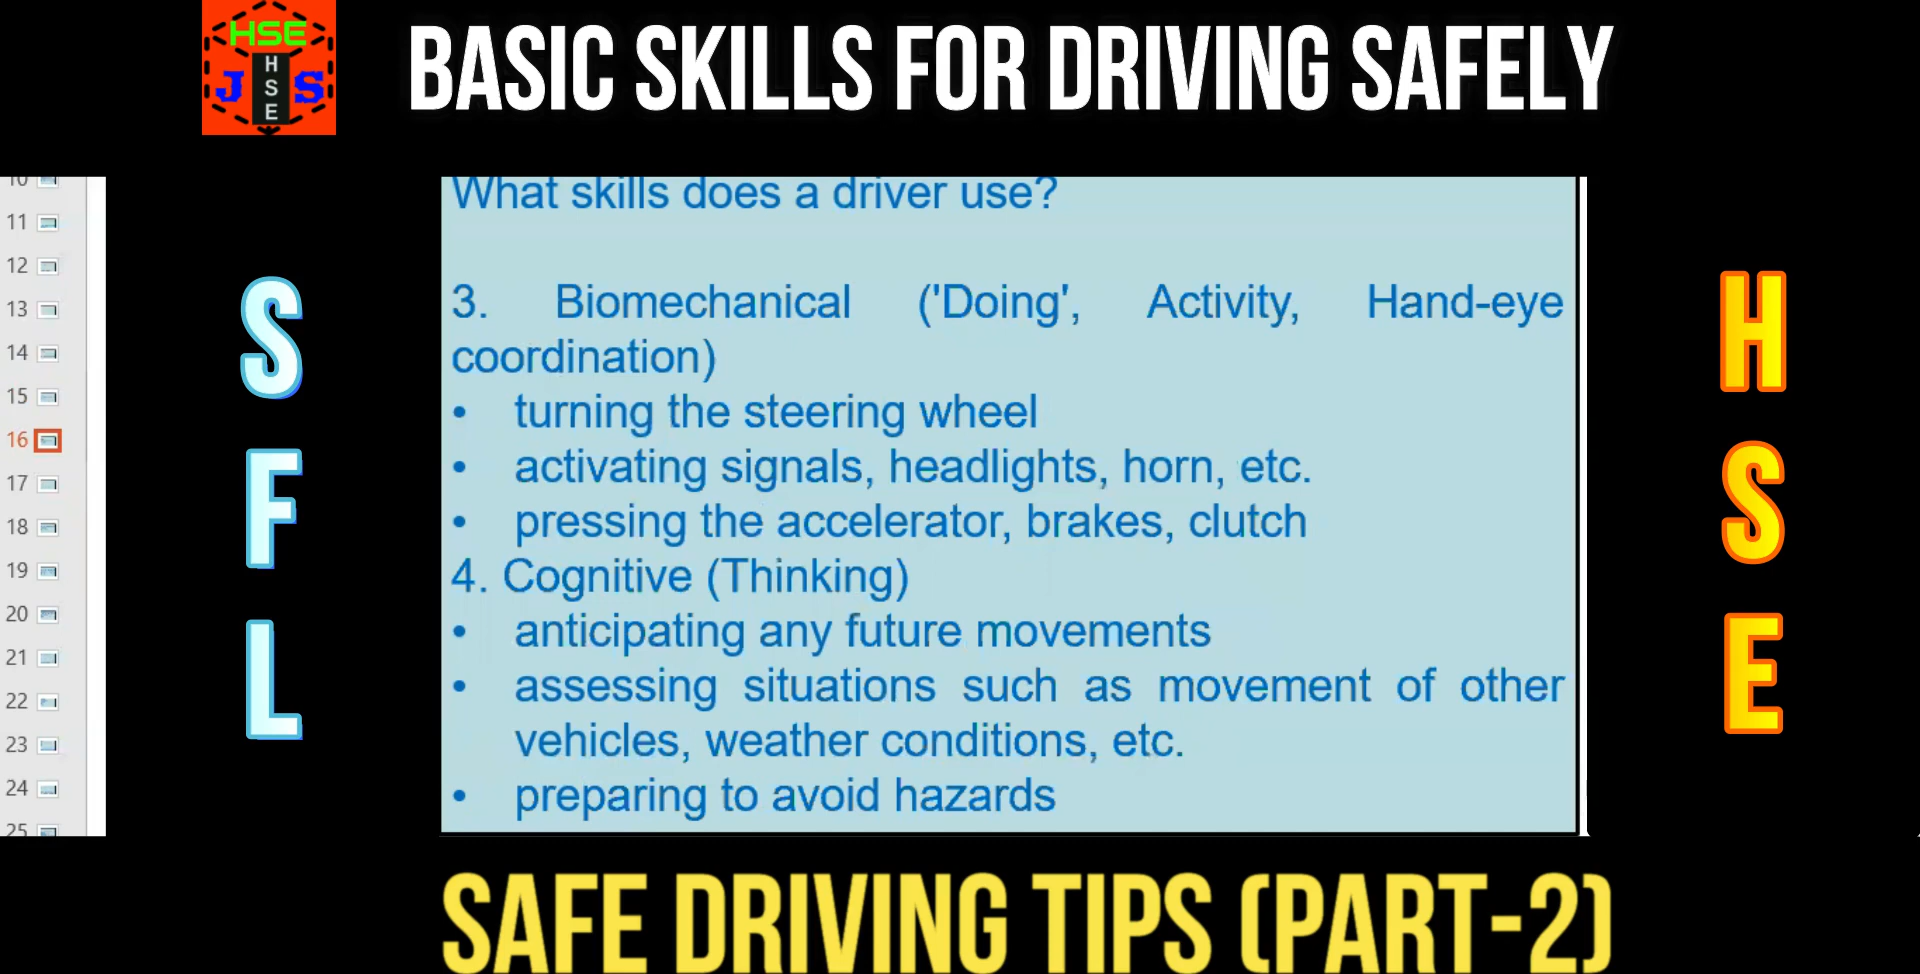 HSE
J S
H
S
E
BASIC SKILLS FOR DRIVING SAFELY
10
11
12
13
14
15
16
17
18
19
20
21
22
23
24
25
S
F
L
What skills does a driver use?
3. Biomechanical ('Doing', Activity, Hand-eye
coordination)
• turning the steering wheel
• activating signals, headlights, horn, etc.
• pressing the accelerator, brakes, clutch
4. Cognitive (Thinking)
• anticipating any future movements
• assessing situations such as movement of other
vehicles, weather conditions, etc.
• preparing to avoid hazards
H
S
E
SAFE DRIVING TIPS (PART-2)